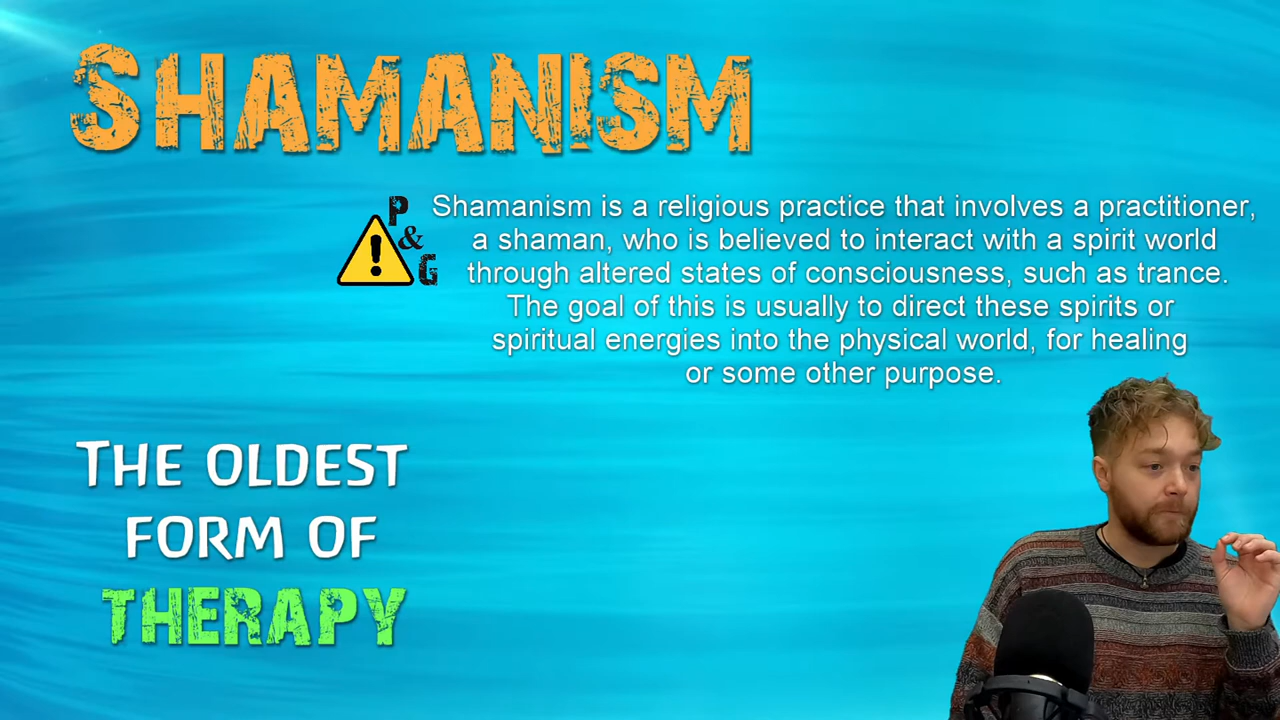 SHAMANISM
P
&
G
Shamanism is a religious practice that involves a practitioner,
a shaman, who is believed to interact with a spirit world
through altered states of consciousness, such as trance.
The goal of this is usually to direct these spirits or
spiritual energies into the physical world, for healing
or some other purpose.
THE OLDEST
FORM OF
THERAPY